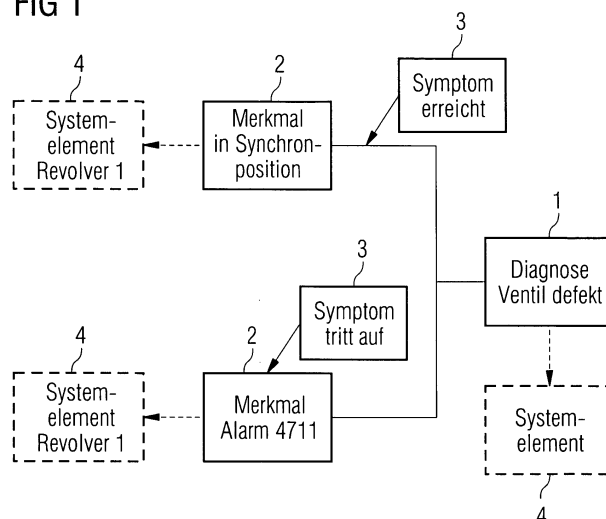 FIG 1
3
4
2
Symptom
erreicht
System-
element
Revolver 1
Merkmal
in Synchron-
position
1
3
Diagnose
Ventil defekt
Symptom
tritt auf
4
2
System-
element
Revolver 1
Merkmal
Alarm 4711
System-
element
4